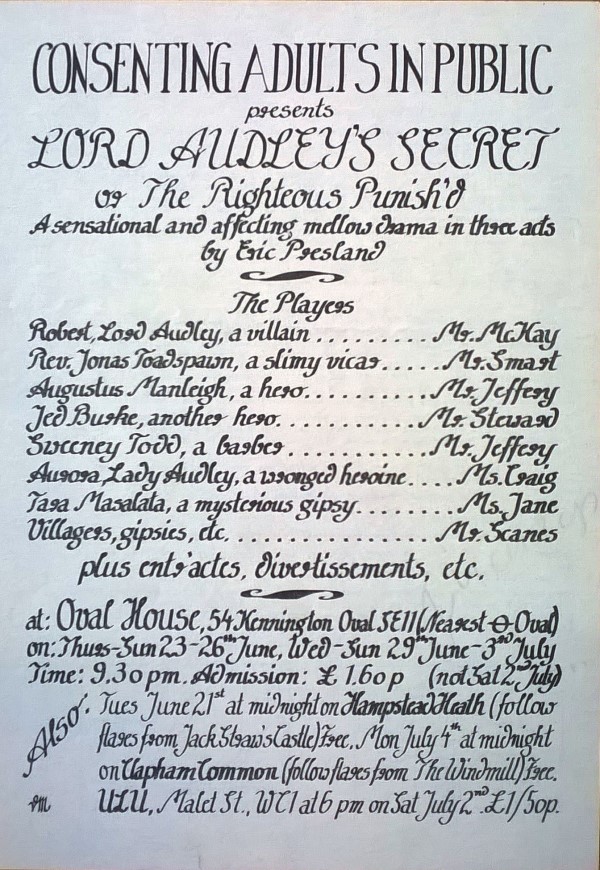 CONSENTING ADULTS IN PUBLIC
presents
LORD AUDLEY'S SECRET
or The Righteous Punish'd
A sensational and affecting mellow drama in three acts
by Eric Presland
The Players
Robert, Lord Audley, a villain . . . . . . . . . . Mr. McKay
Rev. Jonas Toadspawn, a slimy vicar. . . . . Mr. Smart
Augustus Manleigh, a hero. . . . . . . . . . . Mr. Jeffery
Jed Burke, another hero. . . . . . . . . . . . Mr. Steward
Sweeney Todd, a barber . . . . . . . . . . . . Mr. Jeffery
Aurora, Lady Audley, a wronged heroine. . . . Ms. Craig
Tara Masalata, a mysterious gipsy. . . . . . . . Ms. Jane
Villagers, gipsies, etc. . . . . . . . . . . . . . . . Mr. Scanes
plus entr'actes, divertissements, etc.
at: Oval House, 54 Kennington Oval SE11 (Nearest Oval)
on: Thurs-Sun 23-26th June, Wed-Sun 29th June-3rd July
Time: 9.30pm. Admission: £1.60p (not Sat 2nd July)
Also: Tues June 21st at midnight on Hampstead Heath (follow
flares from Jack Straw's Castle) Free. Mon July 4th at midnight
on Clapham Common (follow flares from The Windmill) Free.
ULU, Malet St., WC1 at 6 pm on Sat July 2nd £1/50p.